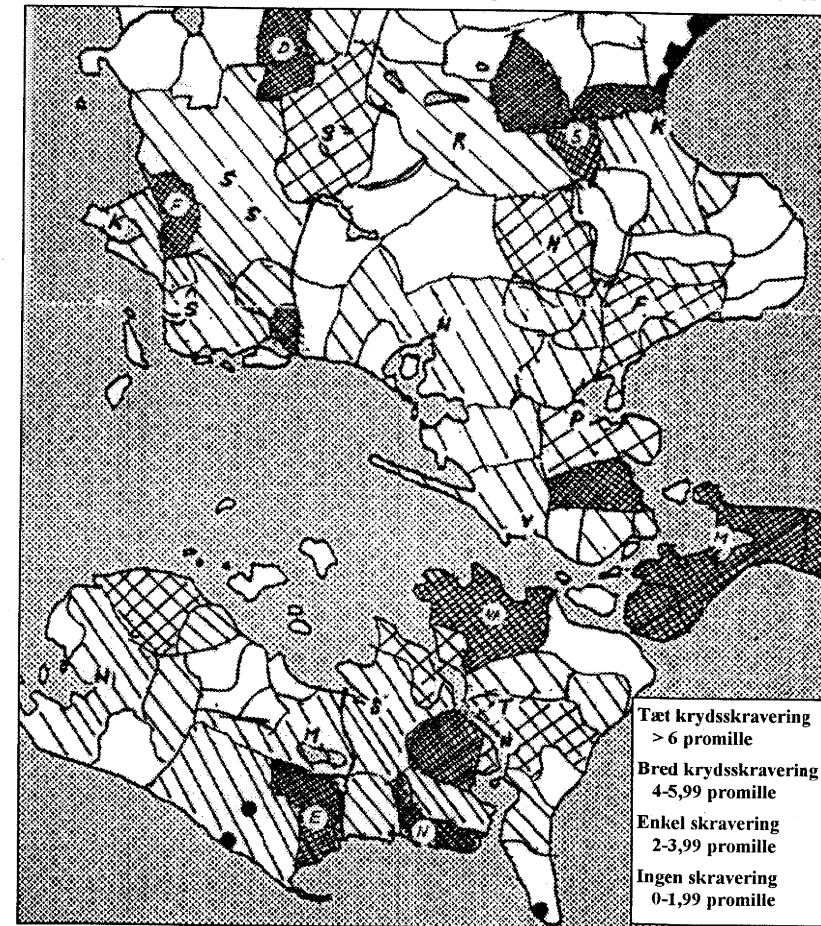 D
S
R
S
K
S
F
S
K
N
S
F
H
P
V
M
N
S
T
N
M
E
N
Tæt krydsskravering
> 6 promille
Bred krydsskravering
4-5,99 promille
Enkel skravering
2-3,99 promille
Ingen skravering
0-1,99 promille